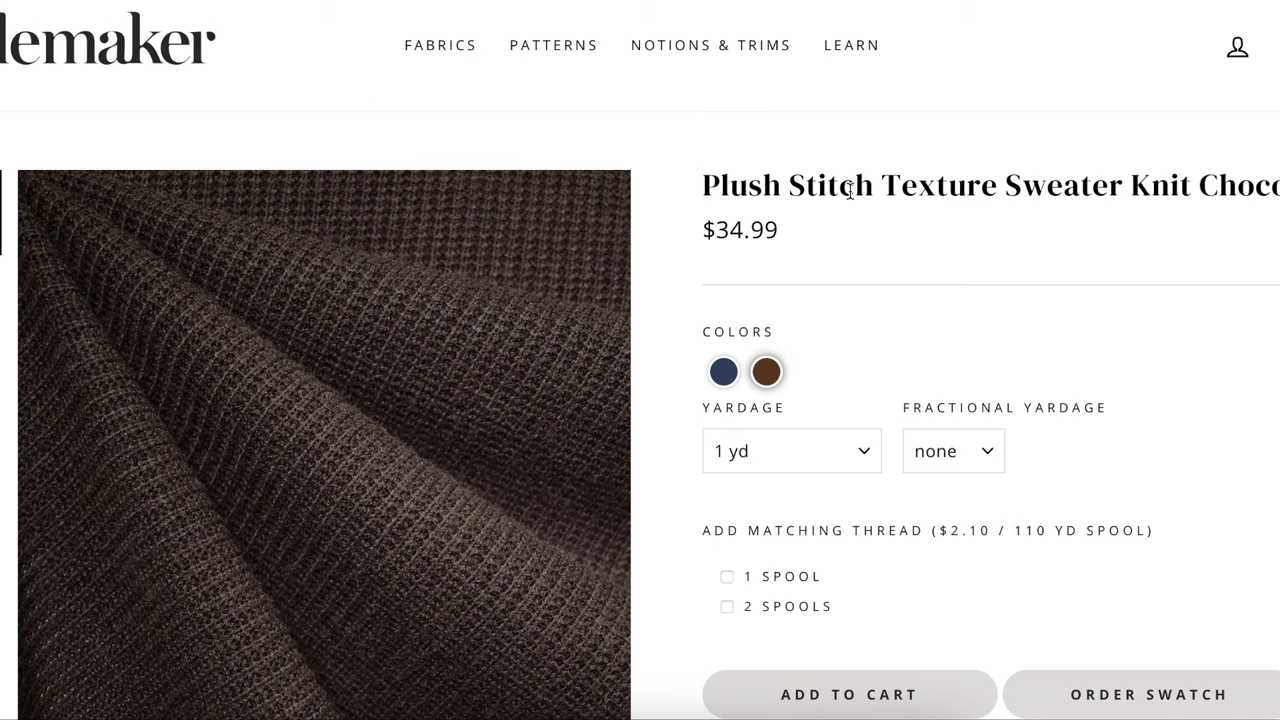 lemaker
FABRICS PATTERNS NOTIONS & TRIMS LEARN
Plush Stitch Texture Sweater Knit Choco
$34.99
COLORS
YARDAGE FRACTIONAL YARDAGE
1 yd none
ADD MATCHING THREAD ($2.10 / 110 YD SPOOL)
1 SPOOL
2 SPOOLS
ADD TO CART ORDER SWATCH